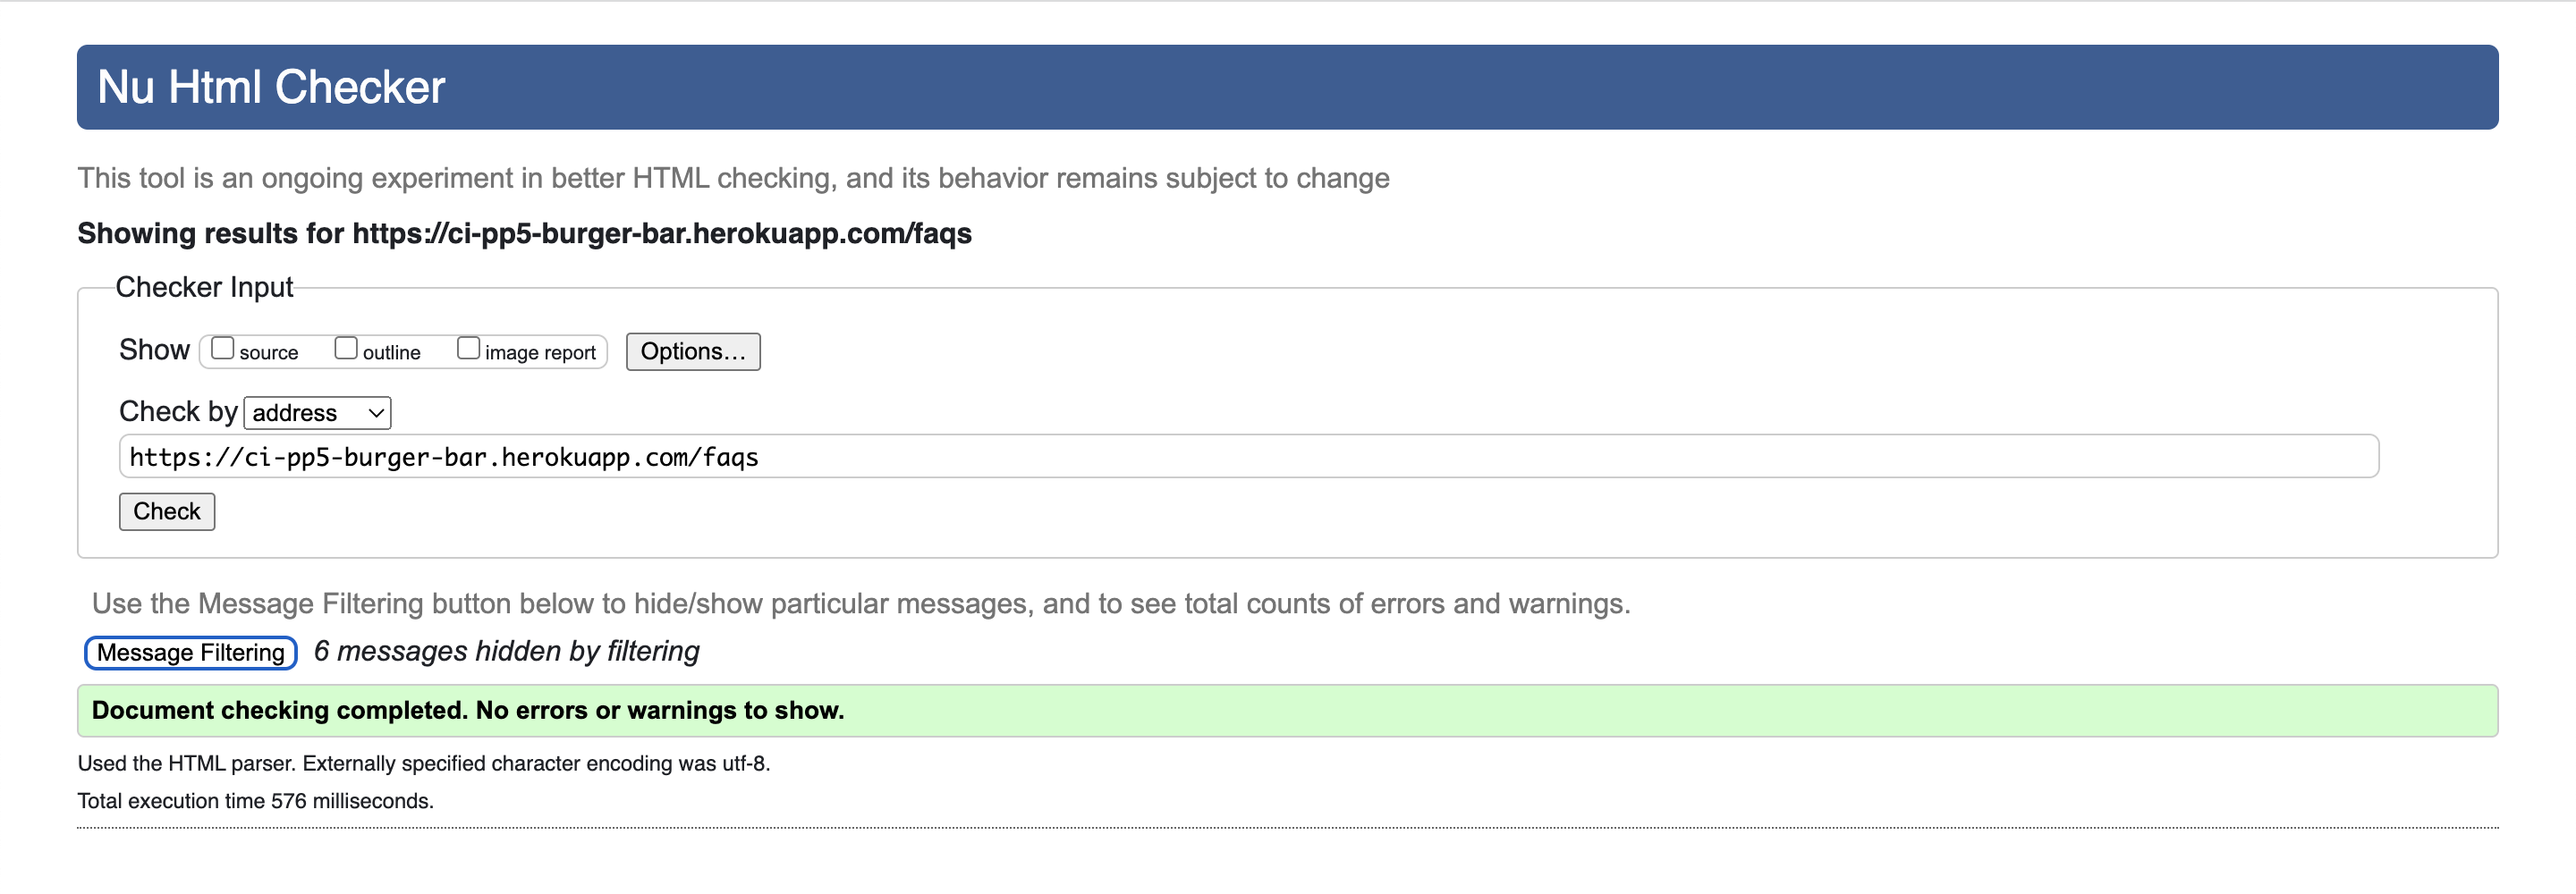 Nu Html Checker
This tool is an ongoing experiment in better HTML checking, and its behavior remains subject to change
Showing results for https://ci-pp5-burger-bar.herokuapp.com/faqs
Checker Input
Show source outline image report Options...
Check by address
https://ci-pp5-burger-bar.herokuapp.com/faqs
Check
Use the Message Filtering button below to hide/show particular messages, and to see total counts of errors and warnings.
Message Filtering 6 messages hidden by filtering
Document checking completed. No errors or warnings to show.
Used the HTML parser. Externally specified character encoding was utf-8.
Total execution time 576 milliseconds.